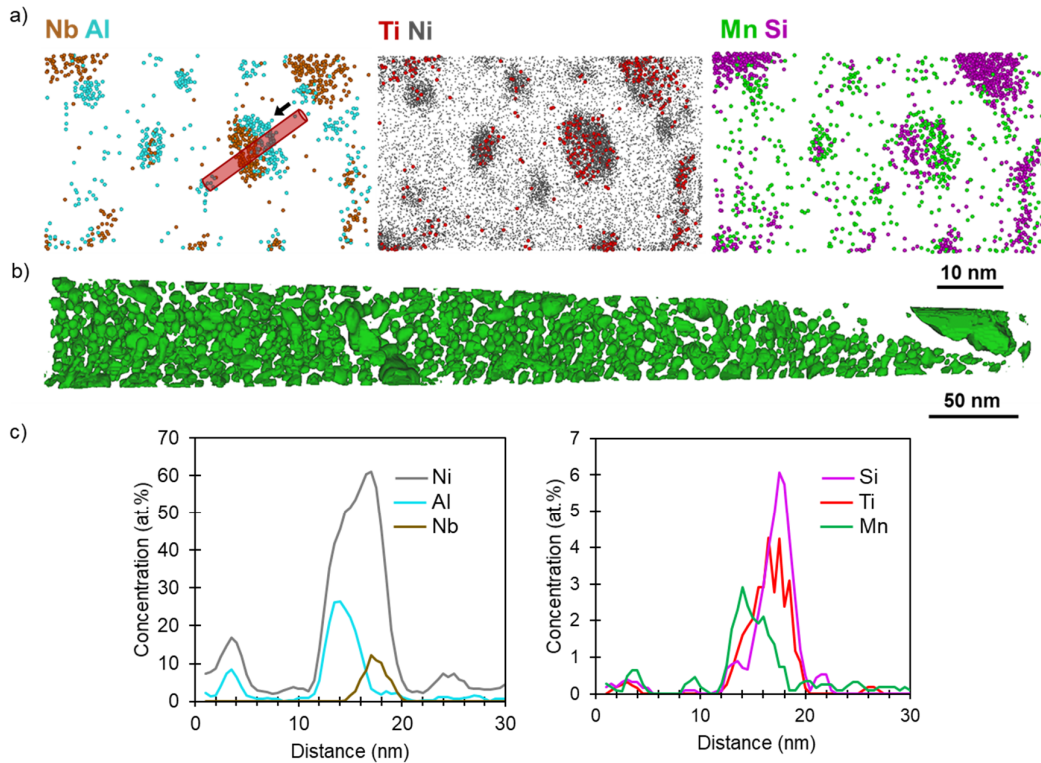 a)
Nb Al
Ti Ni
Mn Si
10 nm
b)
50 nm
c)
70
60
50
40
30
20
10
0
Concentration (at.%)
Ni
Al
Nb
0 10 20 30
Distance (nm)
7
6
5
4
3
2
1
0
Concentration (at.%)
Si
Ti
Mn
0 10 20 30
Distance (nm)